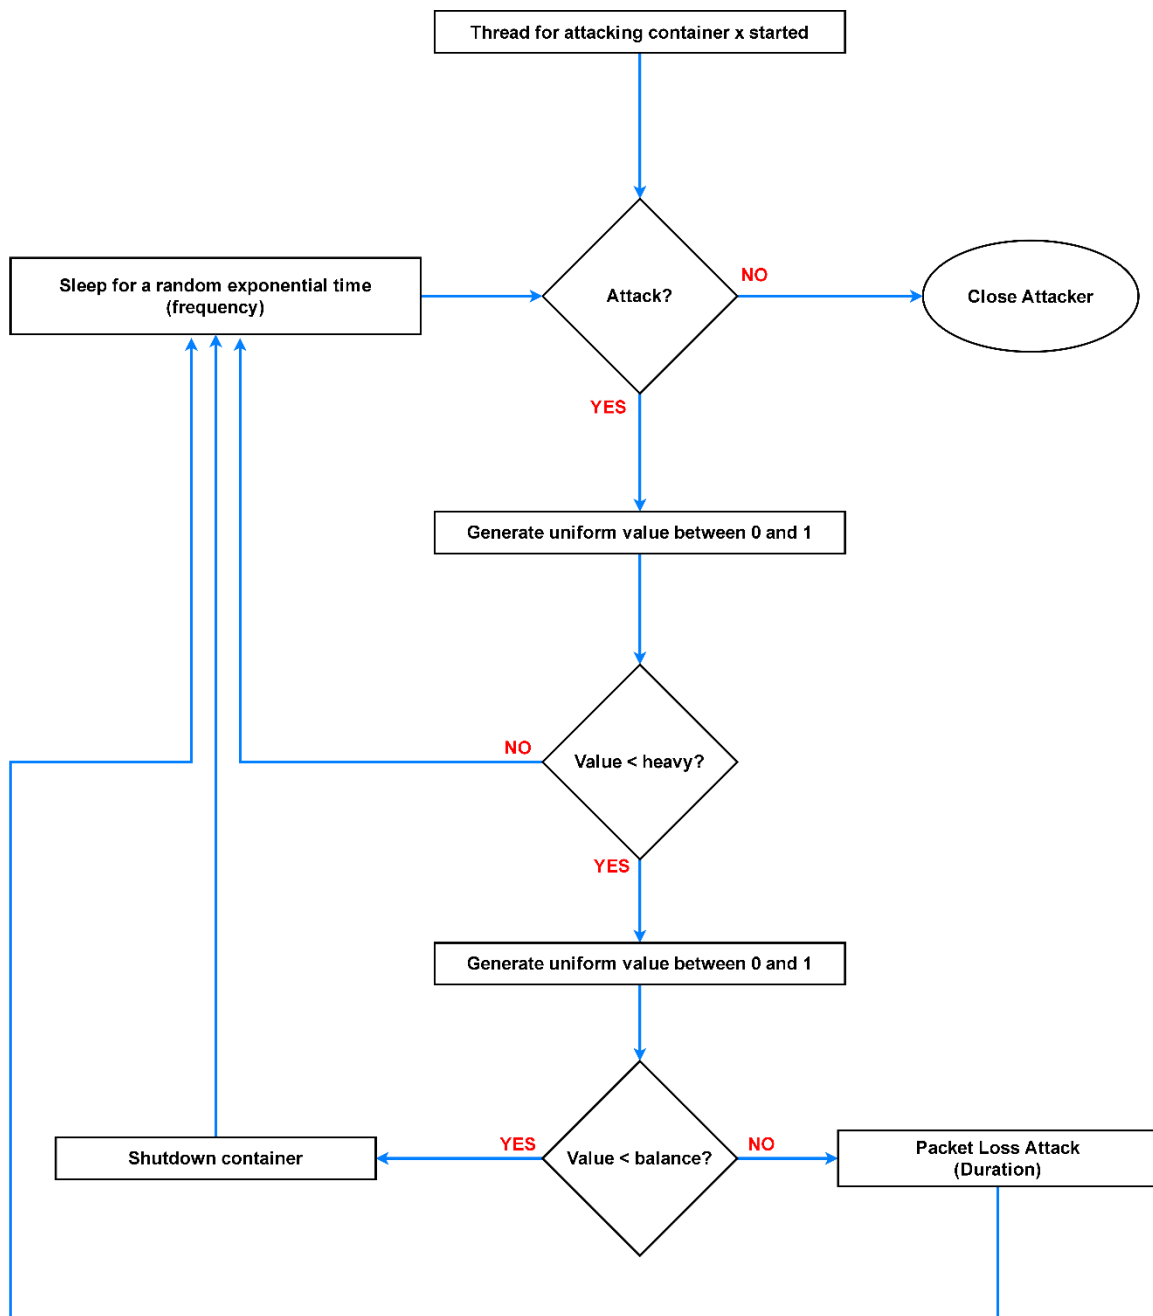 Thread for attacking container x started
Sleep for a random exponential time
(frequency)
Attack?
NO
Close Attacker
YES
Generate uniform value between 0 and 1
NO
Value < heavy?
YES
Generate uniform value between 0 and 1
Shutdown container
YES
Value < balance?
NO
Packet Loss Attack
(Duration)